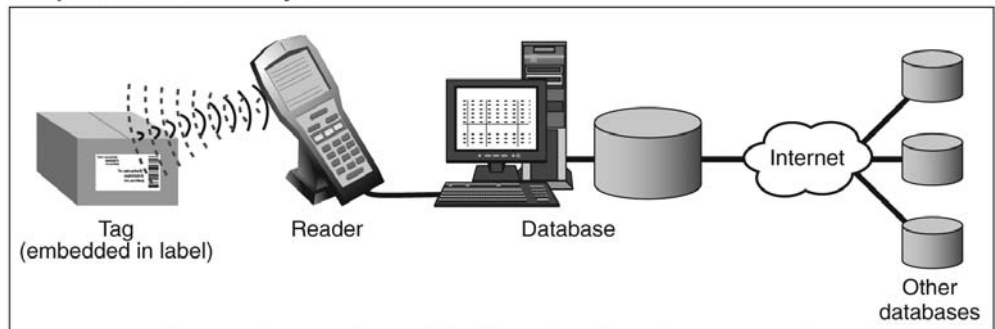 Tag
(embedded in label)
Reader
Database
Internet
Other
databases